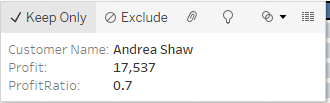 Keep Only Exclude
Customer Name: Andrea Shaw
Profit: 17,537
ProfitRatio: 0.7